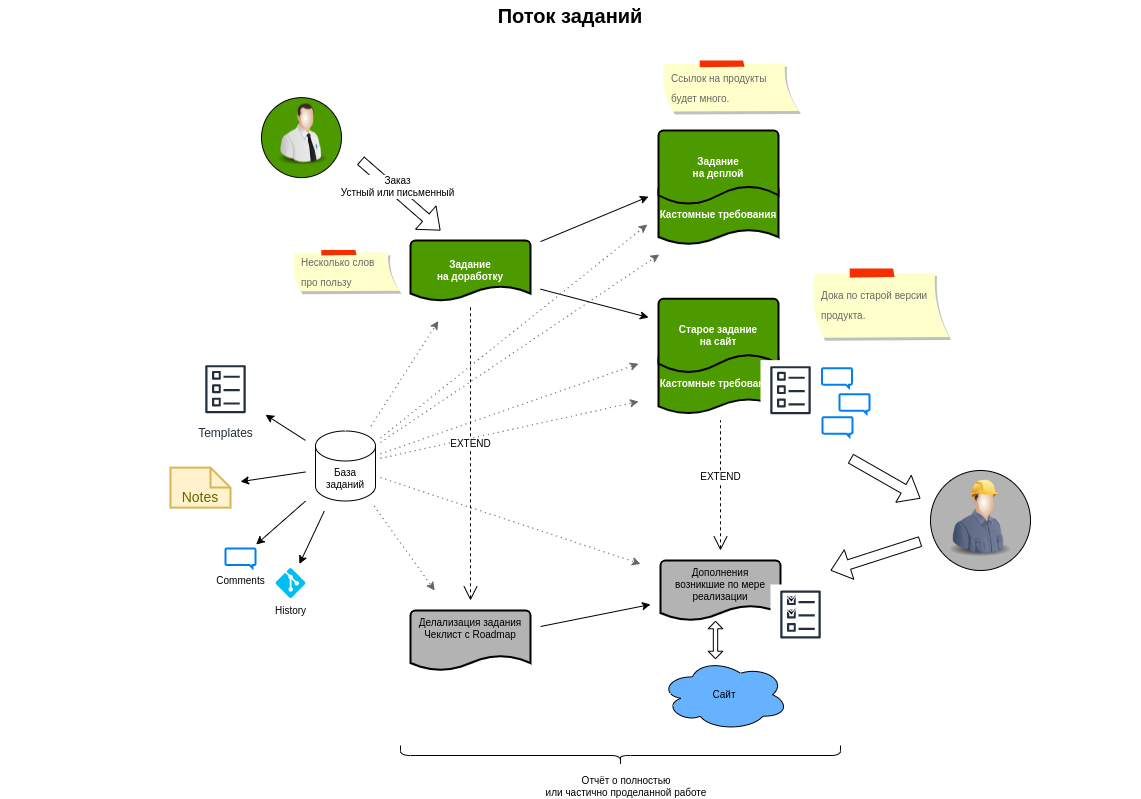 Поток заданий
Ссылок на продукты
будет много.
Задание
на деплой
Кастомные требования
Заказ
Устный или письменный
Несколько слов
про пользу
Задание
на доработку
Дока по старой версии
продукта.
Старое задание
на сайт
Кастомные требован
Templates
EXTEND
База
заданий
EXTEND
Notes
Comments
History
Дополнения
возникшие по мере
реализации
Делализация задания
Чеклист с Roadmap
Сайт
Отчёт о полностью
или частично проделанной работе